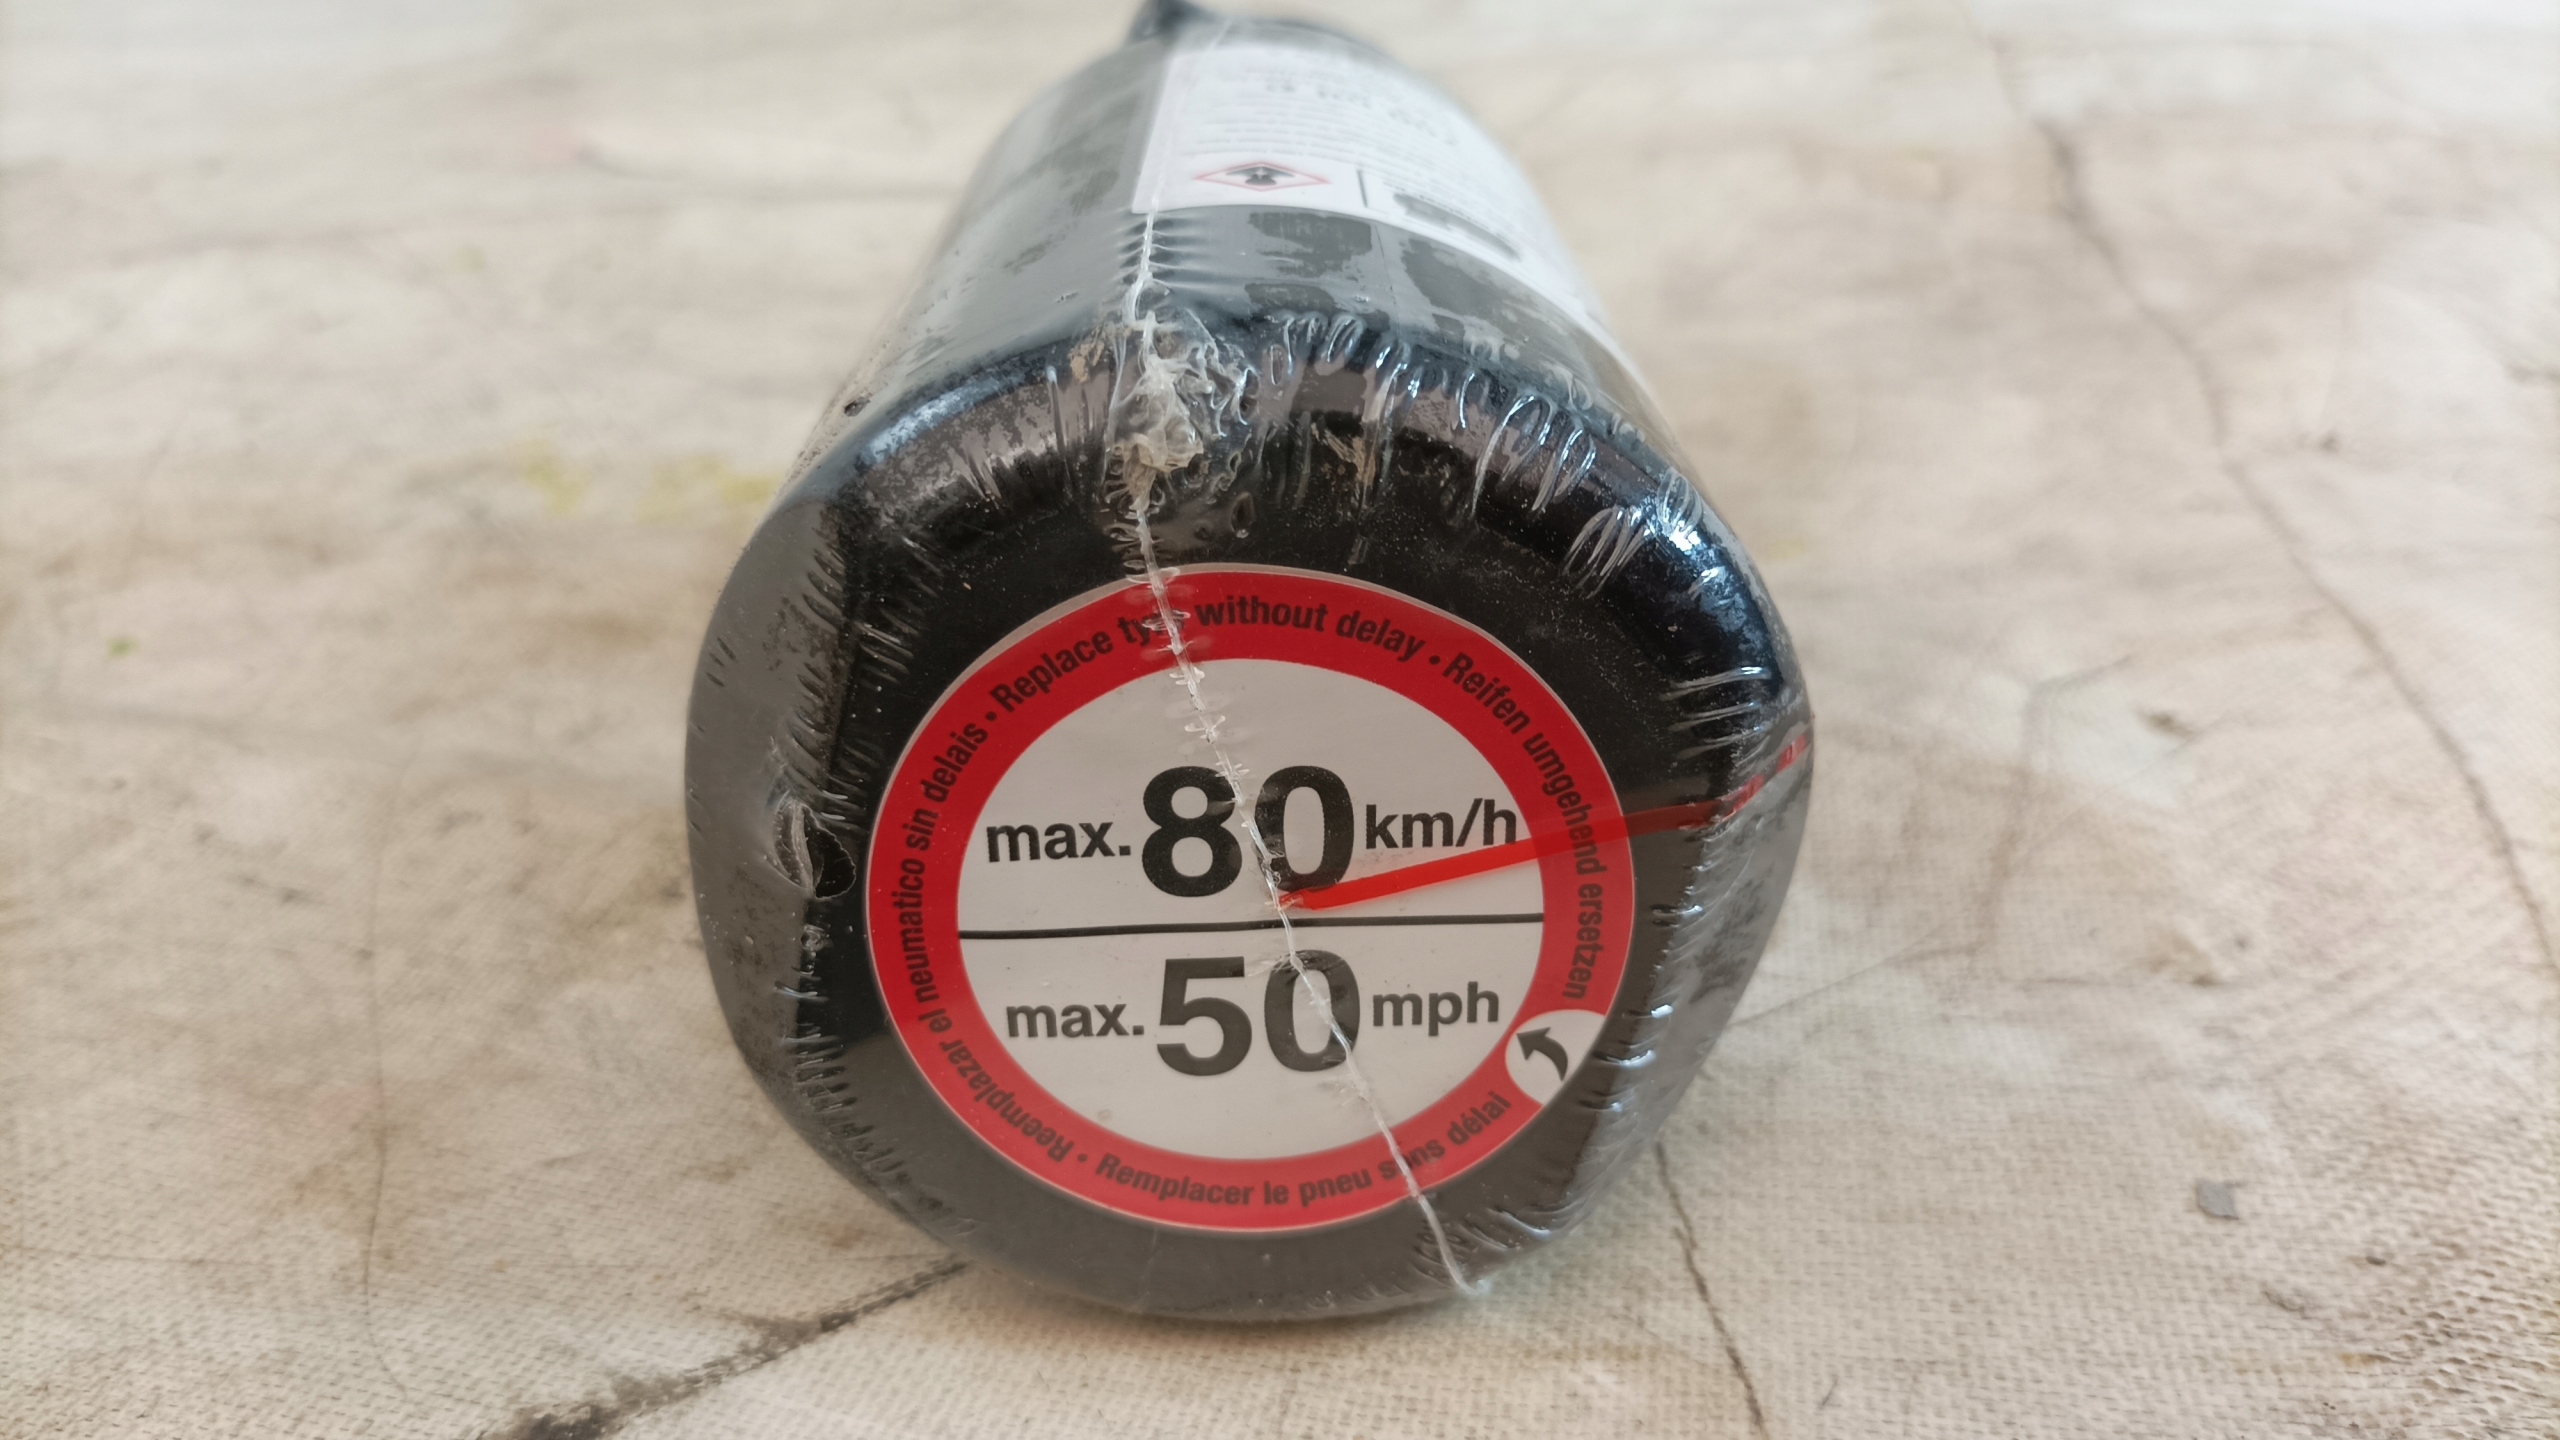 Replace tyre without delay • Reifen umgehend ersetzen
Remplacer le pneu sans délai • Reemplazar el neumatico sin delais •
max. 80 km/h
max. 50 mph